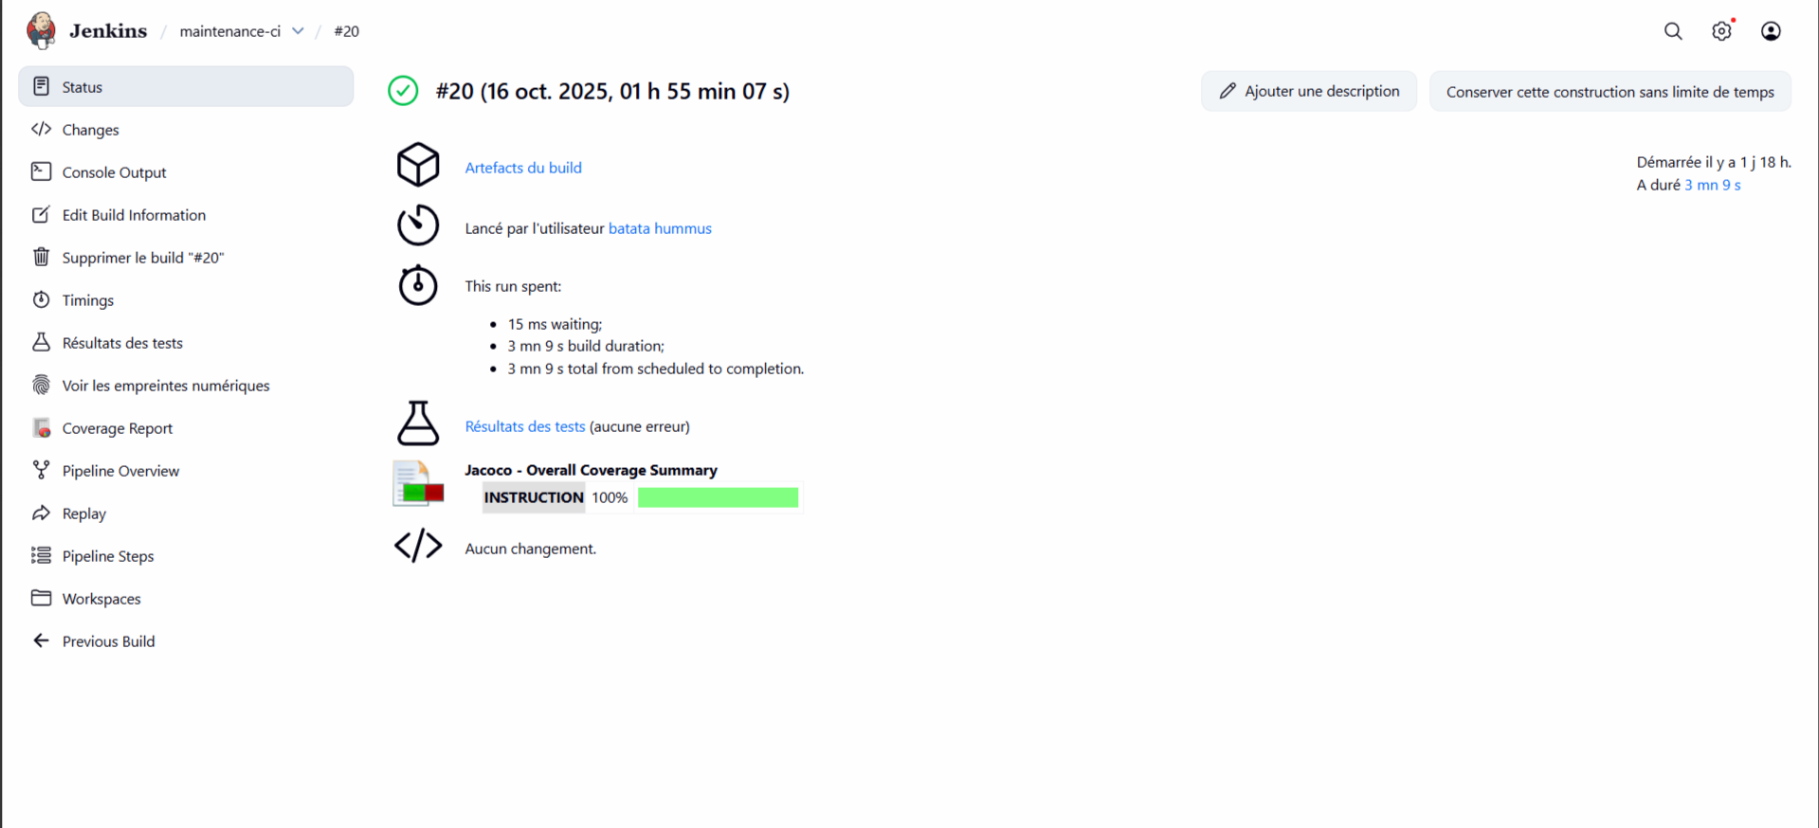 Jenkins / maintenance-ci / #20
Status
Changes
Console Output
Edit Build Information
Supprimer le build "#20"
Timings
Résultats des tests
Voir les empreintes numériques
Coverage Report
Pipeline Overview
Replay
Pipeline Steps
Workspaces
Previous Build
#20 (16 oct. 2025, 01 h 55 min 07 s)
Ajouter une description
Conserver cette construction sans limite de temps
Démarrée il y a 1 j 18 h.
A duré 3 mn 9 s
Artefacts du build
Lancé par l'utilisateur batata hummus
This run spent:
15 ms waiting;
3 mn 9 s build duration;
3 mn 9 s total from scheduled to completion.
Résultats des tests (aucune erreur)
Jacoco - Overall Coverage Summary
INSTRUCTION 100%
Aucun changement.